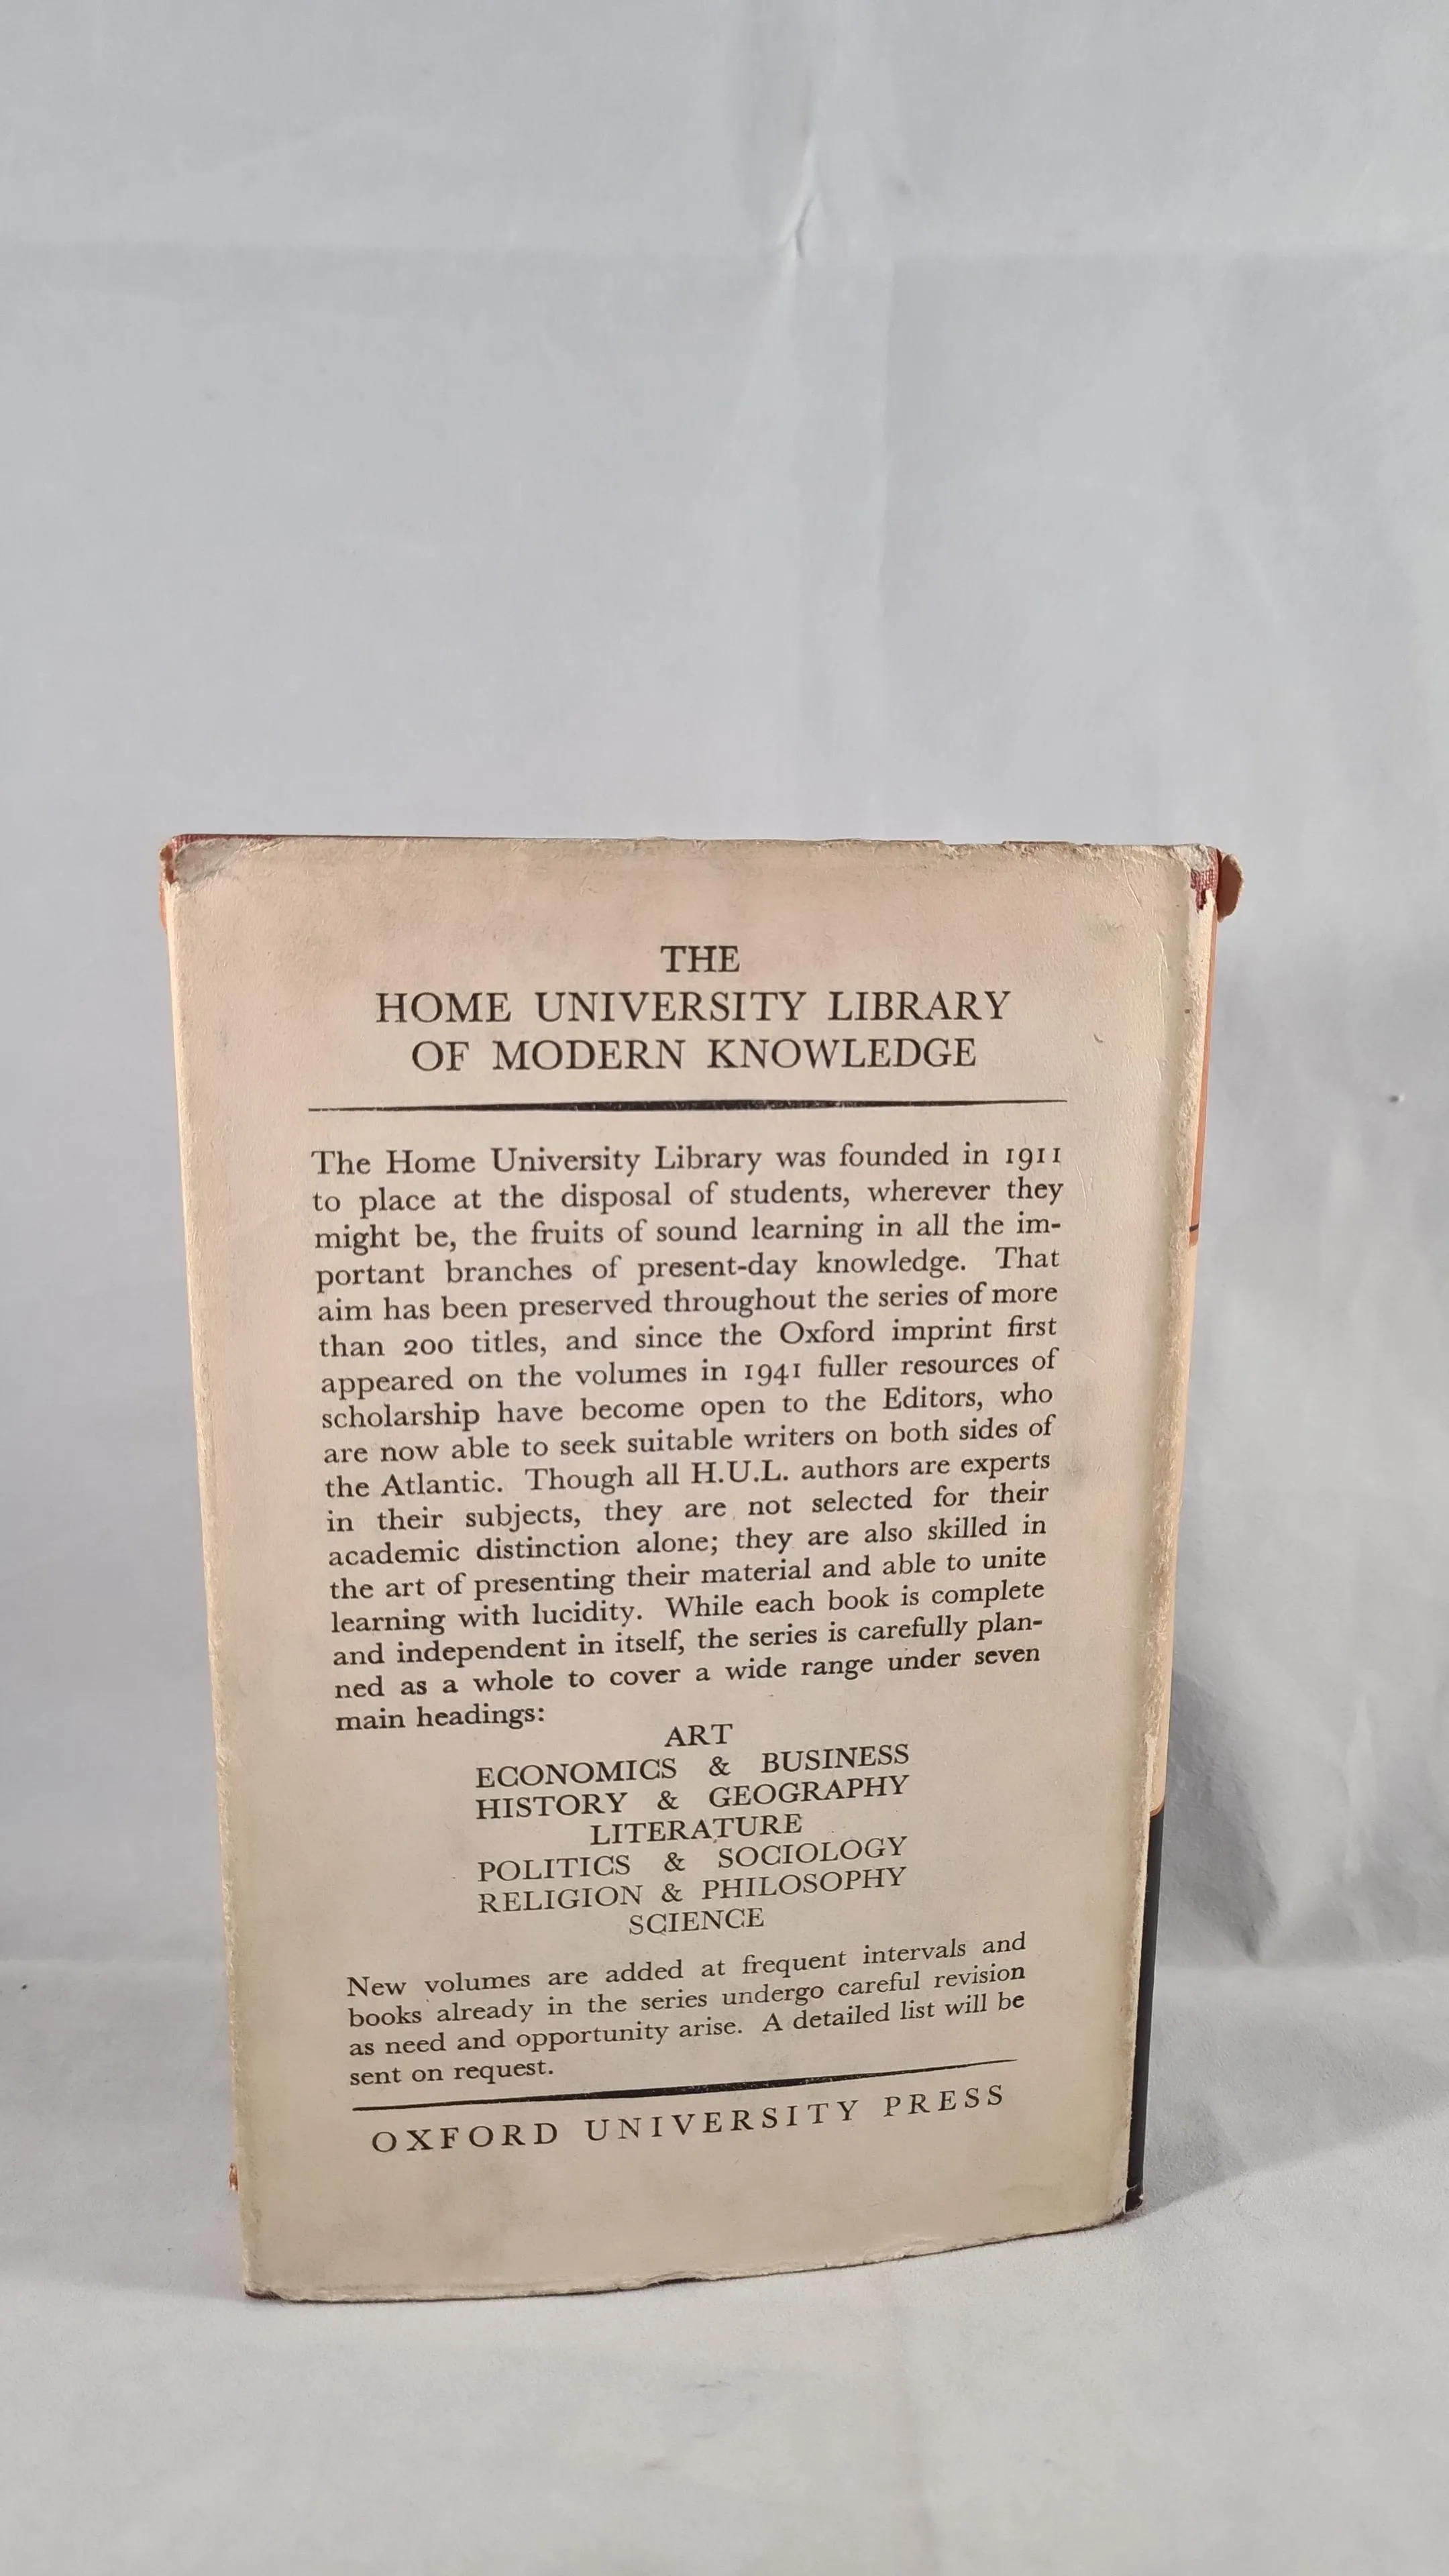 THE
HOME UNIVERSITY LIBRARY
OF MODERN KNOWLEDGE
The Home University Library was founded in 1911
to place at the disposal of students, wherever they
might be, the fruits of sound learning in all the im-
portant branches of present-day knowledge. That
aim has been preserved throughout the series of more
than 200 titles, and since the Oxford imprint first
appeared on the volumes in 1941 fuller resources of
scholarship have become open to the Editors, who
are now able to seek suitable writers on both sides of
the Atlantic. Though all H.U.L. authors are experts
in their subjects, they are not selected for their
academic distinction alone; they are also skilled in
the art of presenting their material and able to unite
learning with lucidity. While each book is complete
and independent in itself, the series is carefully plan-
ned as a whole to cover a wide range under seven
main headings:
ART
ECONOMICS & BUSINESS
HISTORY & GEOGRAPHY
LITERATURE
POLITICS & SOCIOLOGY
RELIGION & PHILOSOPHY
SCIENCE
New volumes are added at frequent intervals and
books already in the series undergo careful revision
as need and opportunity arise. A detailed list will be
sent on request.
OXFORD UNIVERSITY PRESS